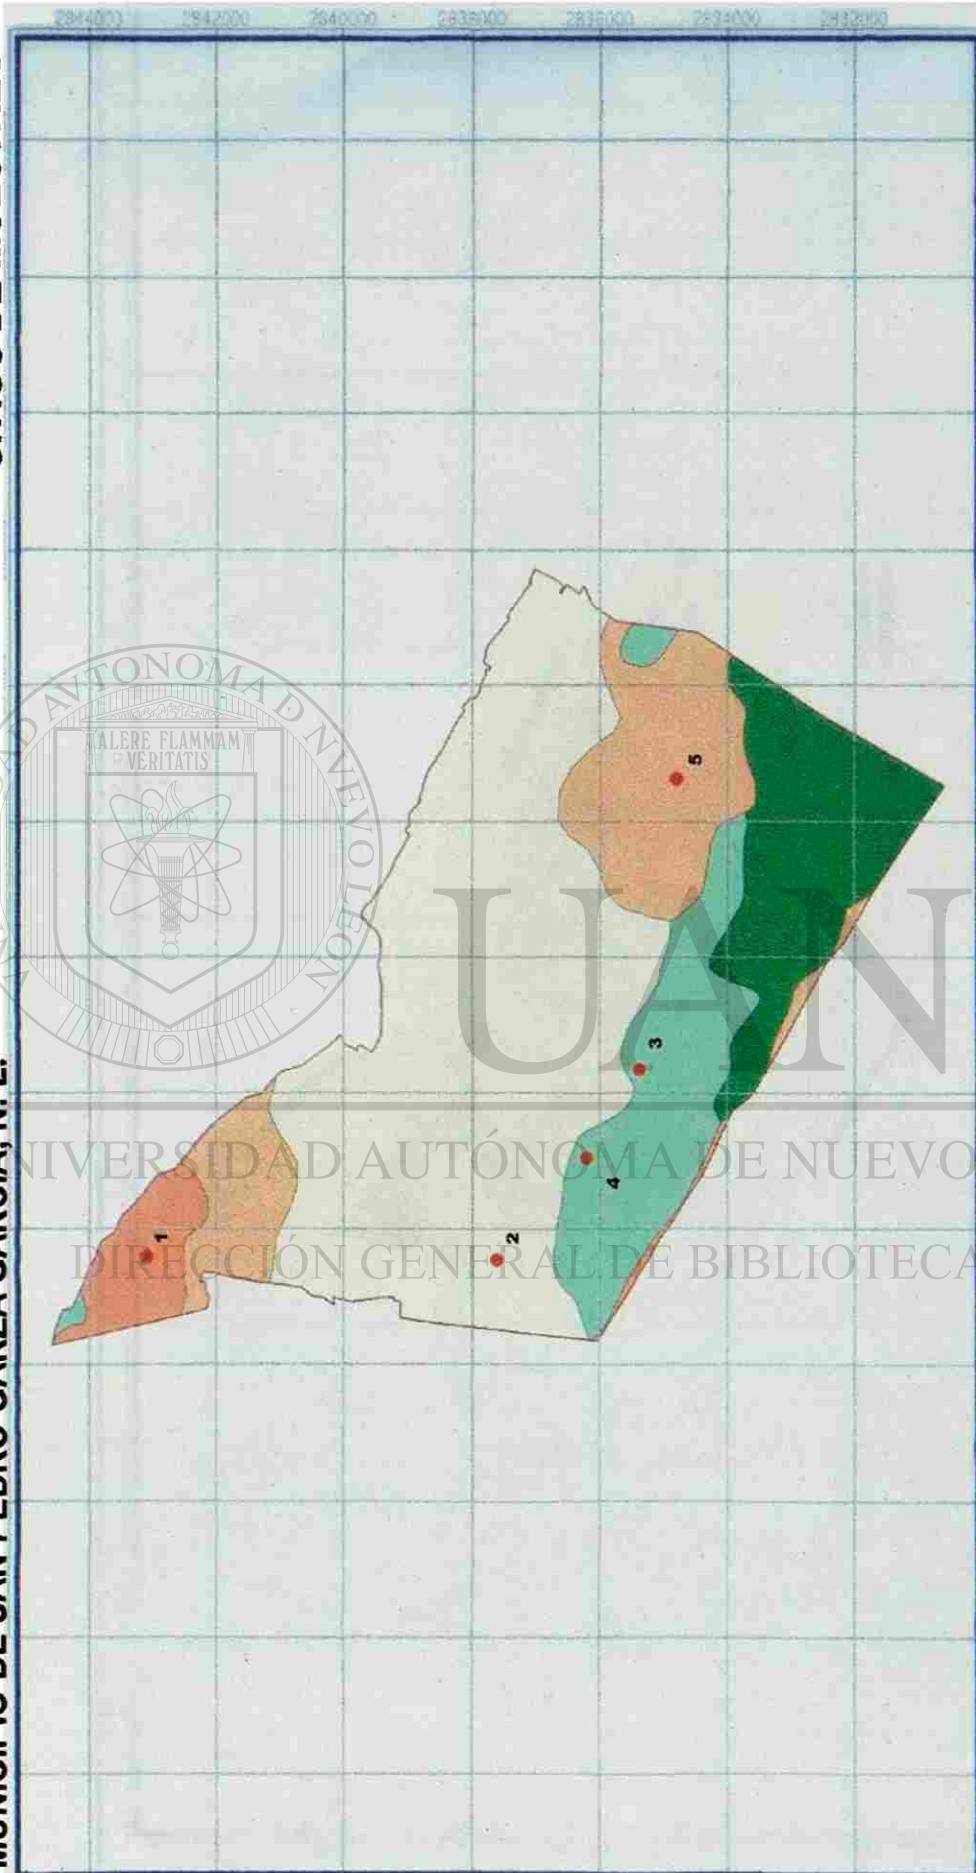 2844000 2842000 2840000 2838000 2836000 2834000 2832000
MUNICIPIO DE SAN PEDRO GARZA GARCIA, N. L.
1
2
3
4
5
ALERE FLAMMAM
VERITATIS
UAN
UNIVERSIDAD AUTÓNOMA DE NUEVO
DIRECCIÓN GENERAL DE BIBLIOTECA